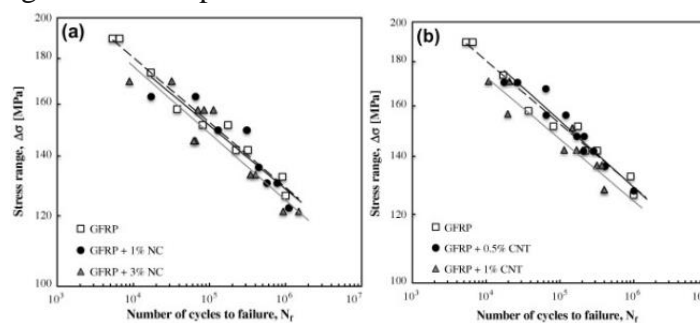 (a)
200
180
160
140
120
100
Stress range, Δσ [MPa]
GFRP
GFRP + 1% NC
GFRP + 3% NC
10³ 10⁴ 10⁵ 10⁶ 10⁷
Number of cycles to failure, Nf
(b)
200
180
160
140
120
100
Stress range, Δσ [MPa]
GFRP
GFRP + 0.5% CNT
GFRP + 1% CNT
10³ 10⁴ 10⁵ 10⁶
Number of cycles to failure, Nf